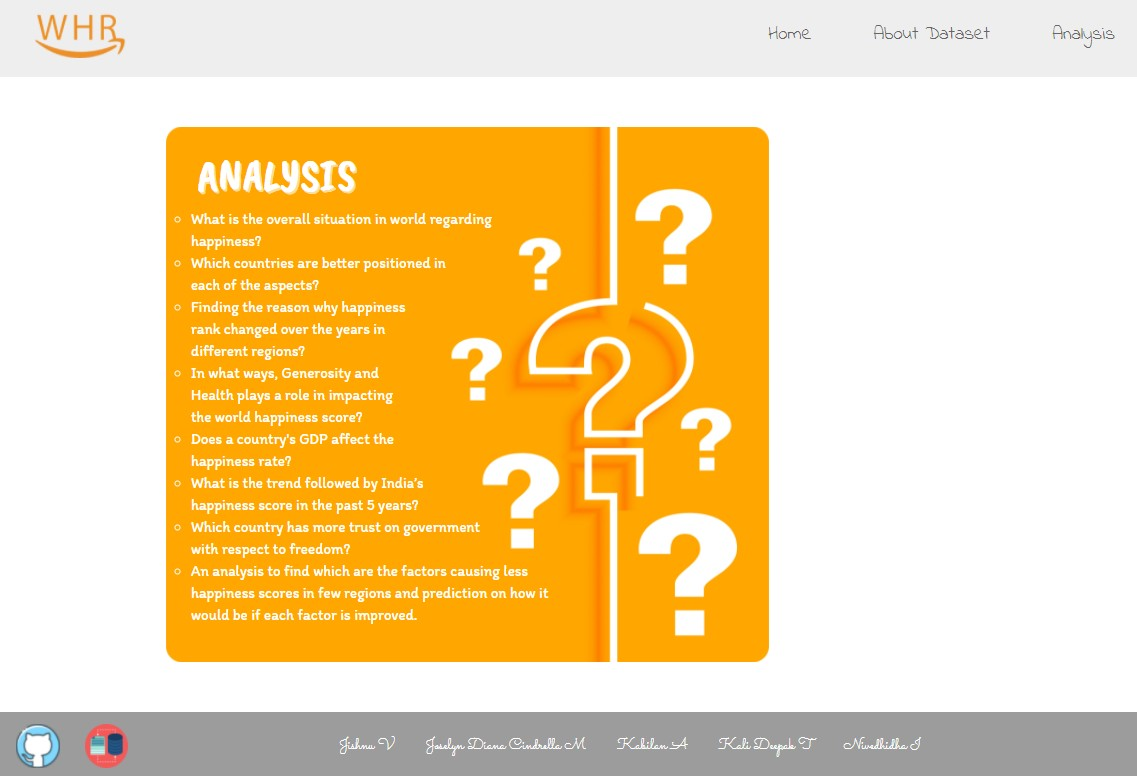 WHR
Home
About Dataset
Analysis
ANALYSIS
What is the overall situation in world regarding
happiness?
Which countries are better positioned in
each of the aspects?
Finding the reason why happiness
rank changed over the years in
different regions?
In what ways, Generosity and
Health plays a role in impacting
the world happiness score?
Does a country's GDP affect the
happiness rate?
What is the trend followed by India's
happiness score in the past 5 years?
Which country has more trust on government
with respect to freedom?
An analysis to find which are the factors causing less
happiness scores in few regions and prediction on how it
would be if each factor is improved.
? ? ? ? ? ? ?
Jishnu V
Joselyn Diana Cindrella M
Kabilan A
Kali Deepak T
Nivedhidha I